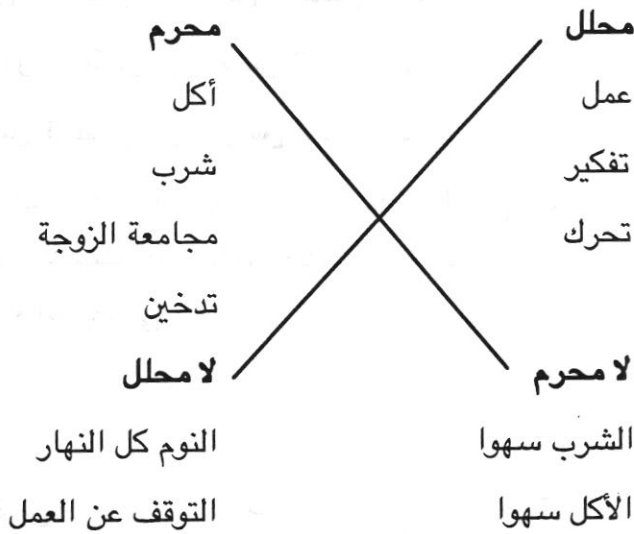 محلل
محرم
عمل
أكل
تفكير
شرب
تحرك
مجامعة الزوجة
تدخين
لا محرم
لا محلل
الشرب سهوا
النوم كل النهار
الأكل سهوا
التوقف عن العمل